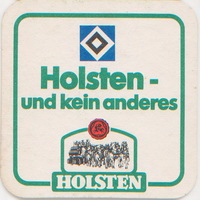 Holsten -
und kein anderes
HOLSTEN